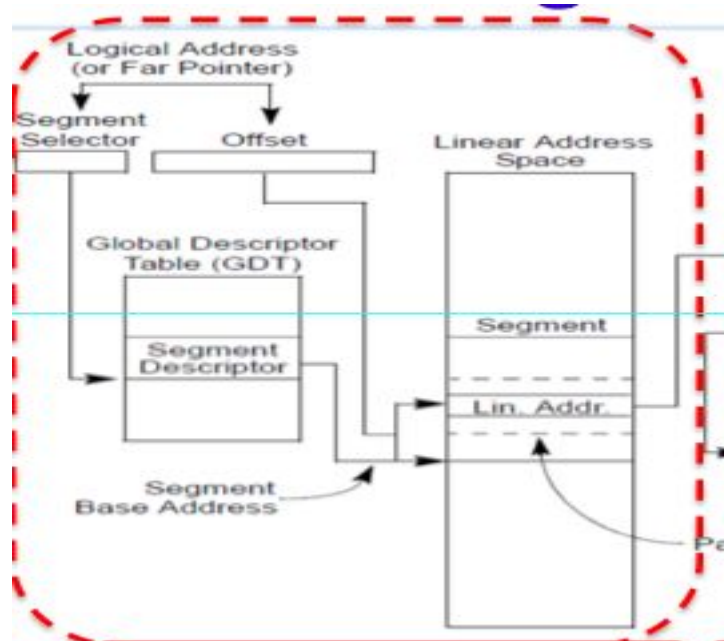 Logical Address
(or Far Pointer)
Segment
Selector
Offset
Linear Address
Space
Global Descriptor
Table (GDT)
Segment
Descriptor
Segment
Lin. Addr.
Segment
Base Address